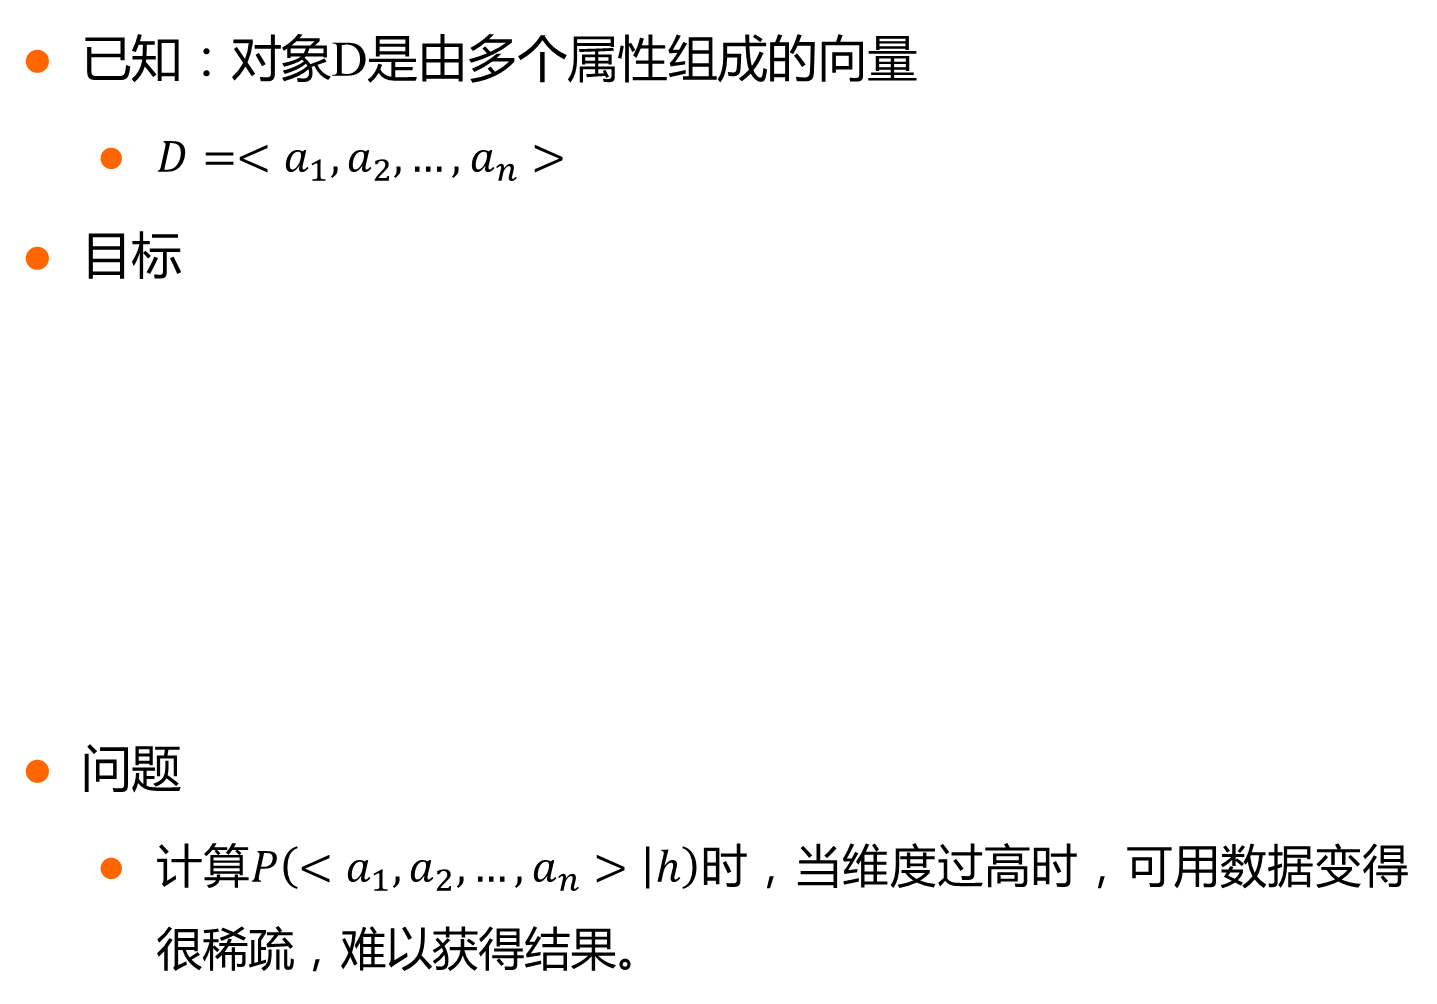 ● 已知：对象D是由多个属性组成的向量
● D =< a₁, a₂, … , aₙ >
● 目标
● 问题
● 计算P(< a₁, a₂, … , aₙ > |h)时，当维度过高时，可用数据变得
很稀疏，难以获得结果。